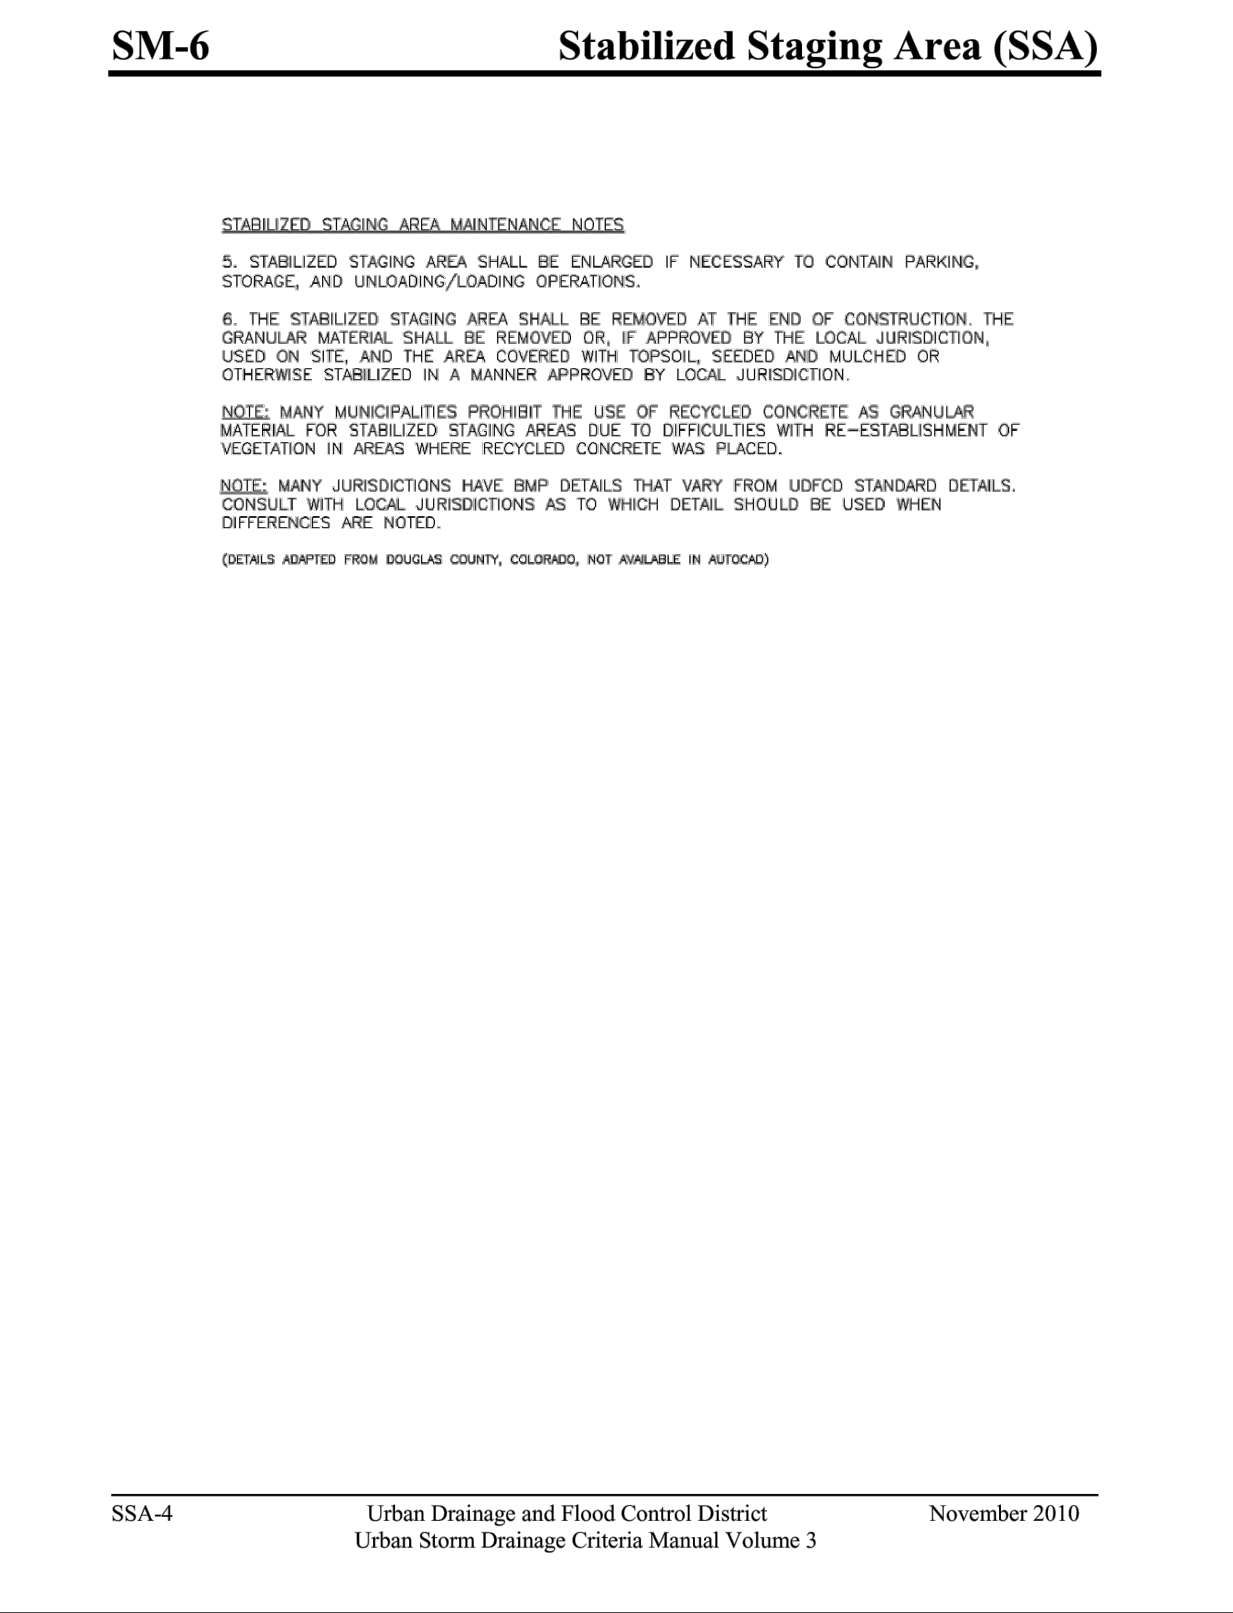 SM-6 Stabilized Staging Area (SSA)
STABILIZED STAGING AREA MAINTENANCE NOTES
5. STABILIZED STAGING AREA SHALL BE ENLARGED IF NECESSARY TO CONTAIN PARKING,
STORAGE, AND UNLOADING/LOADING OPERATIONS.
6. THE STABILIZED STAGING AREA SHALL BE REMOVED AT THE END OF CONSTRUCTION. THE
GRANULAR MATERIAL SHALL BE REMOVED OR, IF APPROVED BY THE LOCAL JURISDICTION,
USED ON SITE, AND THE AREA COVERED WITH TOPSOIL, SEEDED AND MULCHED OR
OTHERWISE STABILIZED IN A MANNER APPROVED BY LOCAL JURISDICTION.
NOTE: MANY MUNICIPALITIES PROHIBIT THE USE OF RECYCLED CONCRETE AS GRANULAR
MATERIAL FOR STABILIZED STAGING AREAS DUE TO DIFFICULTIES WITH RE-ESTABLISHMENT OF
VEGETATION IN AREAS WHERE RECYCLED CONCRETE WAS PLACED.
NOTE: MANY JURISDICTIONS HAVE BMP DETAILS THAT VARY FROM UDFCD STANDARD DETAILS.
CONSULT WITH LOCAL JURISDICTIONS AS TO WHICH DETAIL SHOULD BE USED WHEN
DIFFERENCES ARE NOTED.
(DETAILS ADAPTED FROM DOUGLAS COUNTY, COLORADO, NOT AVAILABLE IN AUTOCAD)
SSA-4 Urban Drainage and Flood Control District November 2010
Urban Storm Drainage Criteria Manual Volume 3